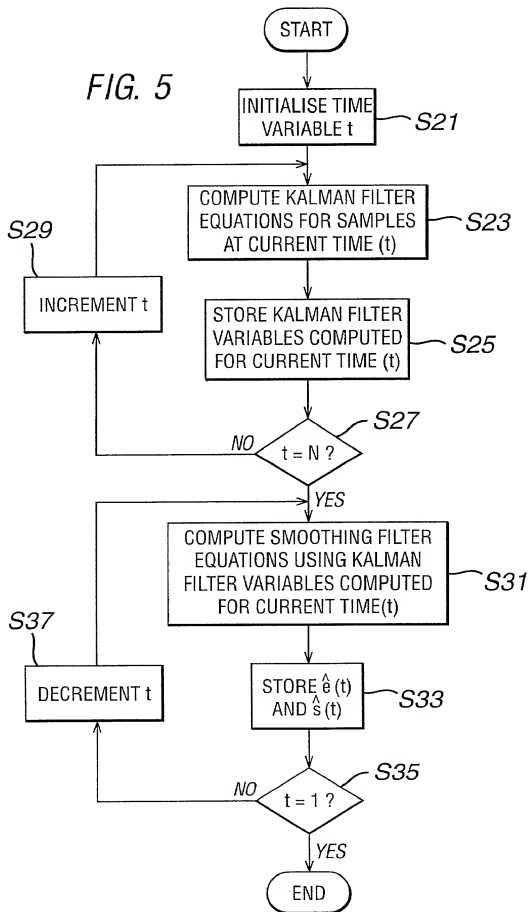 START
FIG. 5
INITIALISE TIME
VARIABLE t
S21
COMPUTE KALMAN FILTER
EQUATIONS FOR SAMPLES
AT CURRENT TIME (t)
S23
S29
INCREMENT t
STORE KALMAN FILTER
VARIABLES COMPUTED
FOR CURRENT TIME (t)
S25
S27
NO
t = N ?
YES
COMPUTE SMOOTHING FILTER
EQUATIONS USING KALMAN
FILTER VARIABLES COMPUTED
FOR CURRENT TIME(t)
S31
S37
DECREMENT t
STORE ê (t)
AND ŝ (t)
S33
S35
NO
t = 1 ?
YES
END